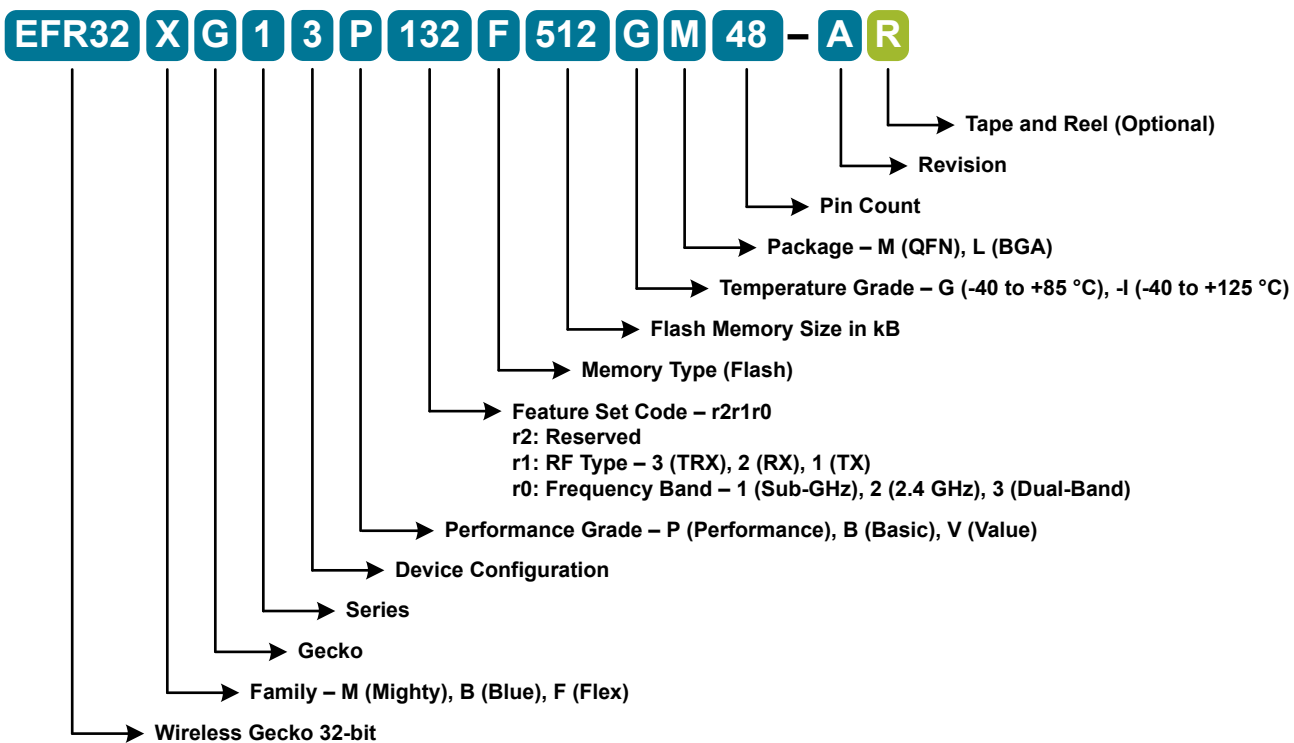 EFR32 X G 1 3 P 132 F 512 G M 48 – A R
Tape and Reel (Optional)
Revision
Pin Count
Package – M (QFN), L (BGA)
Temperature Grade – G (-40 to +85 °C), -I (-40 to +125 °C)
Flash Memory Size in kB
Memory Type (Flash)
Feature Set Code – r2r1r0
r2: Reserved
r1: RF Type – 3 (TRX), 2 (RX), 1 (TX)
r0: Frequency Band – 1 (Sub-GHz), 2 (2.4 GHz), 3 (Dual-Band)
Performance Grade – P (Performance), B (Basic), V (Value)
Device Configuration
Series
Gecko
Family – M (Mighty), B (Blue), F (Flex)
Wireless Gecko 32-bit